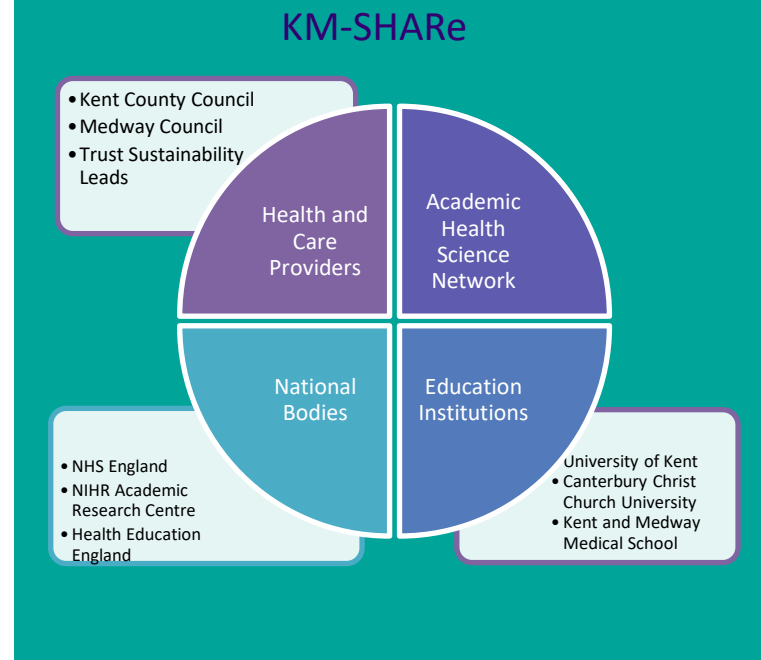 KM-SHARe
• Kent County Council
• Medway Council
• Trust Sustainability
Leads
Health and
Care
Providers
Academic
Health
Science
Network
National
Bodies
Education
Institutions
• NHS England
• NIHR Academic
Research Centre
• Health Education
England
University of Kent
• Canterbury Christ
Church University
• Kent and Medway
Medical School